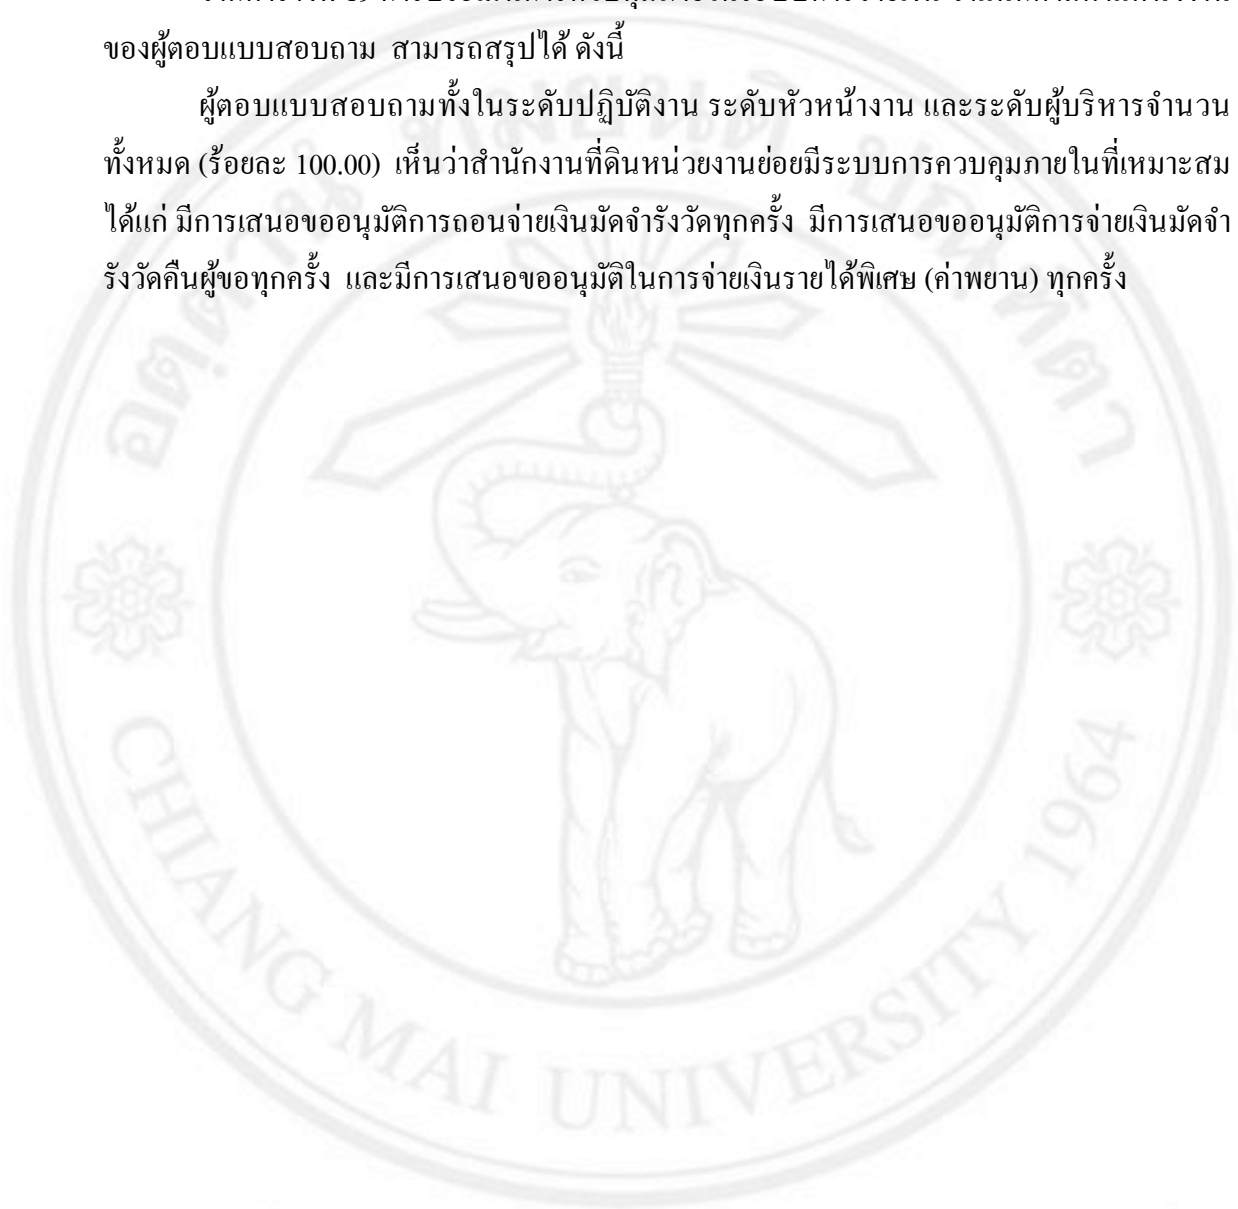 ของผู้ตอบแบบสอบถาม สามารถสรุปได้ ดังนี้
ผู้ตอบแบบสอบถามทั้งในระดับปฏิบัติงาน ระดับหัวหน้างาน และระดับผู้บริหารจำนวน
ทั้งหมด (ร้อยละ 100.00) เห็นว่าสำนักงานที่ดินหน่วยงานย่อยมีระบบการควบคุมภายในที่เหมาะสม
ได้แก่ มีการเสนอขออนุมัติการถอนจ่ายเงินมัดจำรังวัดทุกครั้ง มีการเสนอขออนุมัติการจ่ายเงินมัดจำ
รังวัดคืนผู้ขอทุกครั้ง และมีการเสนอขออนุมัติในการจ่ายเงินรายได้พิเศษ (ค่าพยาน) ทุกครั้ง
CHIANG MAI UNIVERSITY 1964